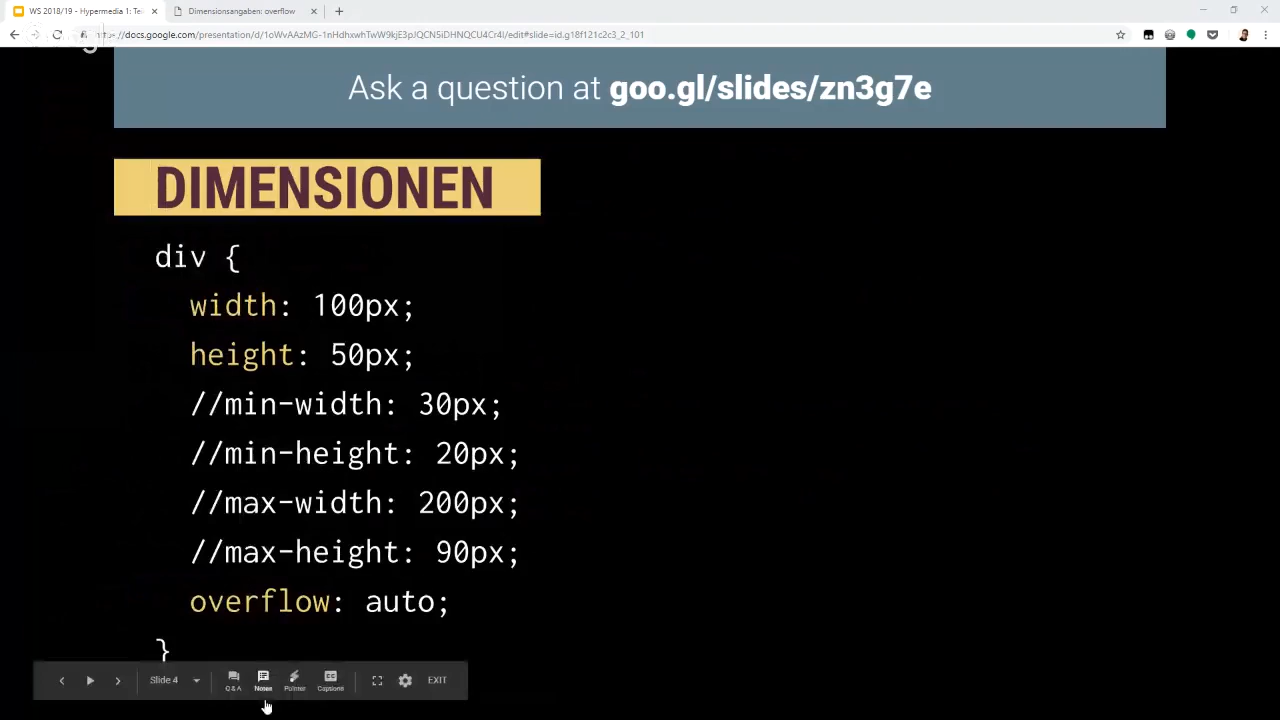 WS 2018/19 - Hypermedia 1: Te
Dimensionsangaben: overflow
docs.google.com/presentation/d/1oWvAAzMG-1nHdhxwhTwW9kjE3pJQCN5iDHNQCU4Cr4I/edit#slide=id.g18f121c2c3_2_101
Ask a question at goo.gl/slides/zn3g7e
DIMENSIONEN
div {
width: 100px;
height: 50px;
//min-width: 30px;
//min-height: 20px;
//max-width: 200px;
//max-height: 90px;
overflow: auto;
}
Slide 4
Q&A
Notes
Pointer
Captions
EXIT